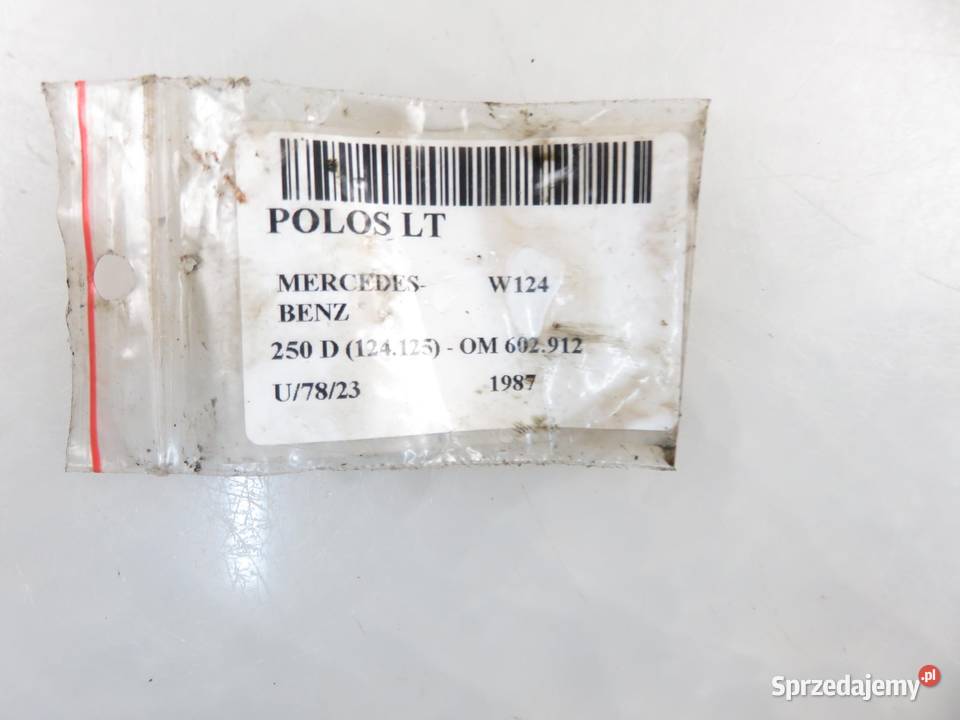 POLOS LT
MERCEDES-BENZ W124
250 D (124.125) - OM 602.912
U/78/23 1987
Sprzedajemy.pl